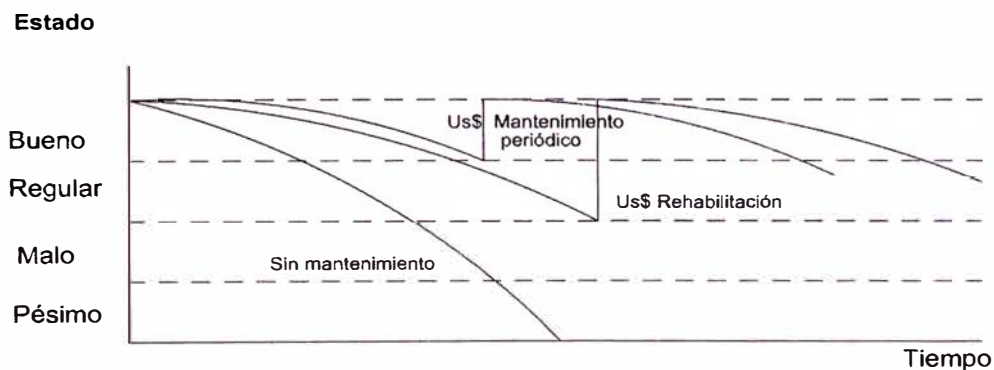 Estado
Bueno
Us$ Mantenimiento
periódico
Regular
Us$ Rehabilitación
Malo
Sin mantenimiento
Pésimo
Tiempo